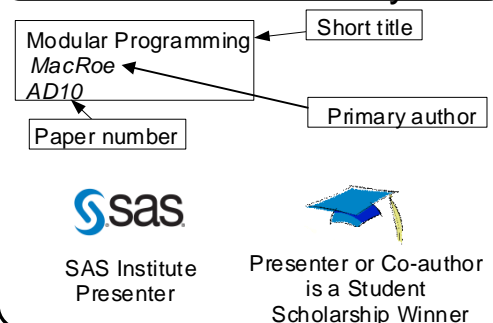 Short title
Modular Programming
MacRoe
AD10
Primary author
Paper number
sas
SAS Institute
Presenter
Presenter or Co-author
is a Student
Scholarship Winner